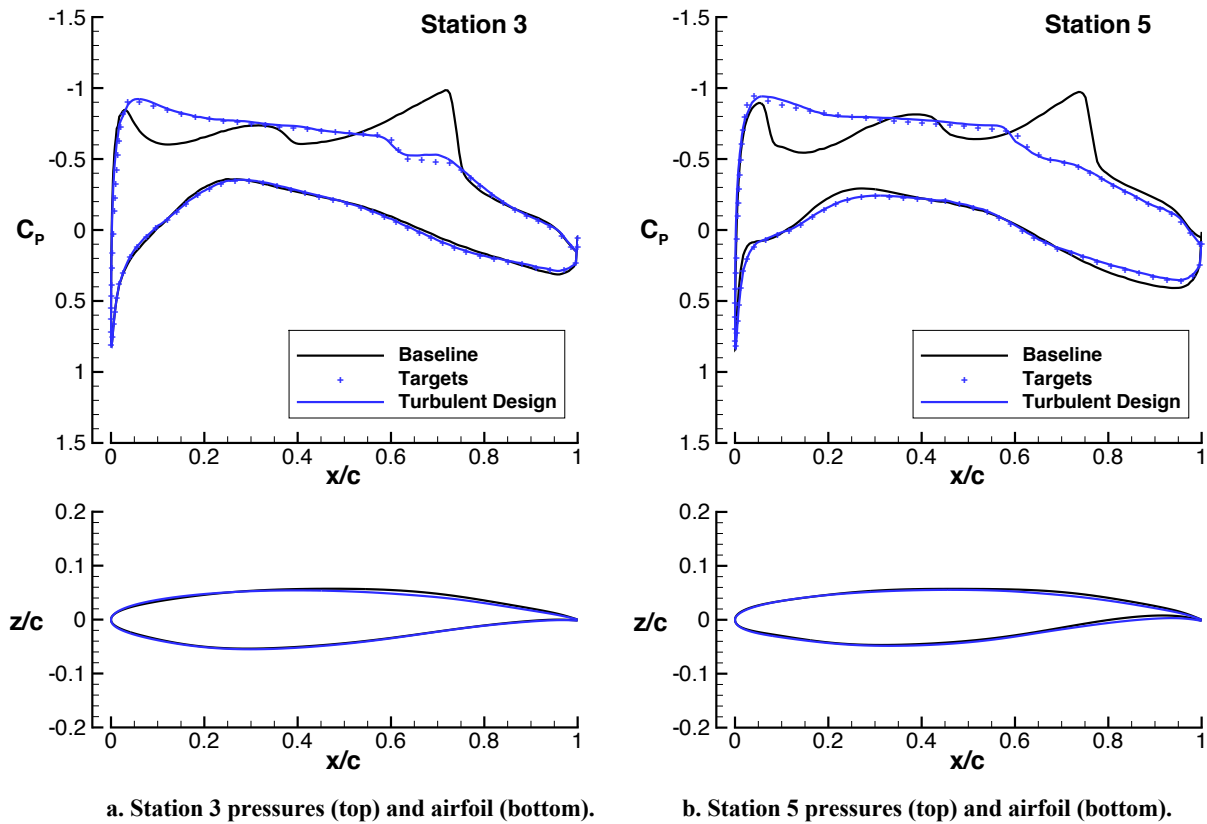 Station 3
-1.5
-1
-0.5
0
0.5
1
1.5
CP
Baseline
Targets
Turbulent Design
0 0.2 0.4 0.6 0.8 1
x/c
0.2
0.1
0
-0.1
-0.2
z/c
0 0.2 0.4 0.6 0.8 1
x/c
a. Station 3 pressures (top) and airfoil (bottom).
Station 5
-1.5
-1
-0.5
0
0.5
1
1.5
CP
Baseline
Targets
Turbulent Design
0 0.2 0.4 0.6 0.8 1
x/c
0.2
0.1
0
-0.1
-0.2
z/c
0 0.2 0.4 0.6 0.8 1
x/c
b. Station 5 pressures (top) and airfoil (bottom).